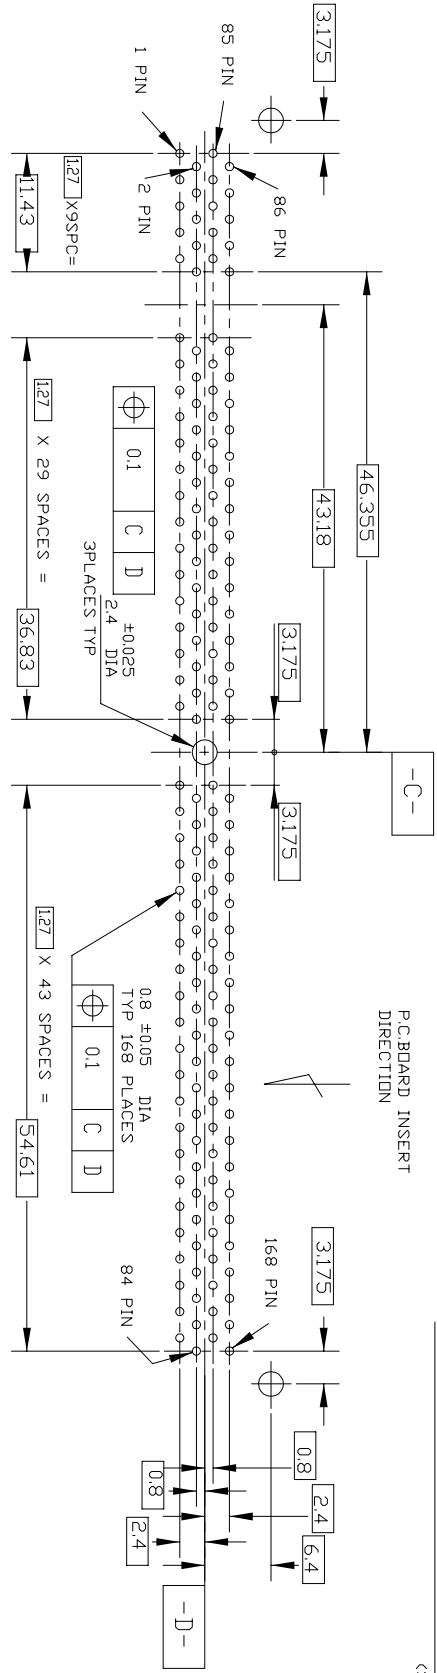 3.175
85 PIN
1 PIN
86 PIN
2 PIN
1.27 X9SPC=
11.43
46.355
43.18
⌖ 0.1 C D
1.27 X 29 SPACES =
36.83
2.4 ±0.025 DIA
3PLACES TYP
3.175
3.175
-C-
P.C.BOARD INSERT
DIRECTION
0.8 ±0.05 DIA
TYP 168 PLACES
⌖ 0.1 C D
1.27 X 43 SPACES =
54.61
3.175
168 PIN
84 PIN
0.8
0.8
2.4
2.4
6.4
-D-